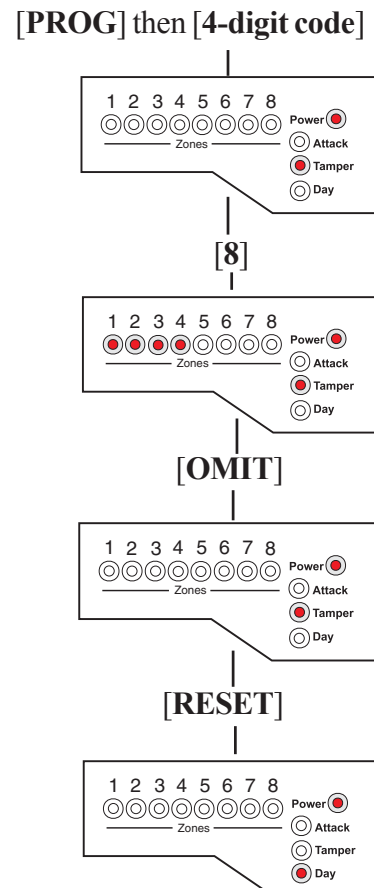 [PROG] then [4-digit code]
1 2 3 4 5 6 7 8
Power
Attack
Zones
Tamper
Day
[8]
1 2 3 4 5 6 7 8
Power
Attack
Zones
Tamper
Day
[OMIT]
1 2 3 4 5 6 7 8
Power
Attack
Zones
Tamper
Day
[RESET]
1 2 3 4 5 6 7 8
Power
Attack
Zones
Tamper
Day